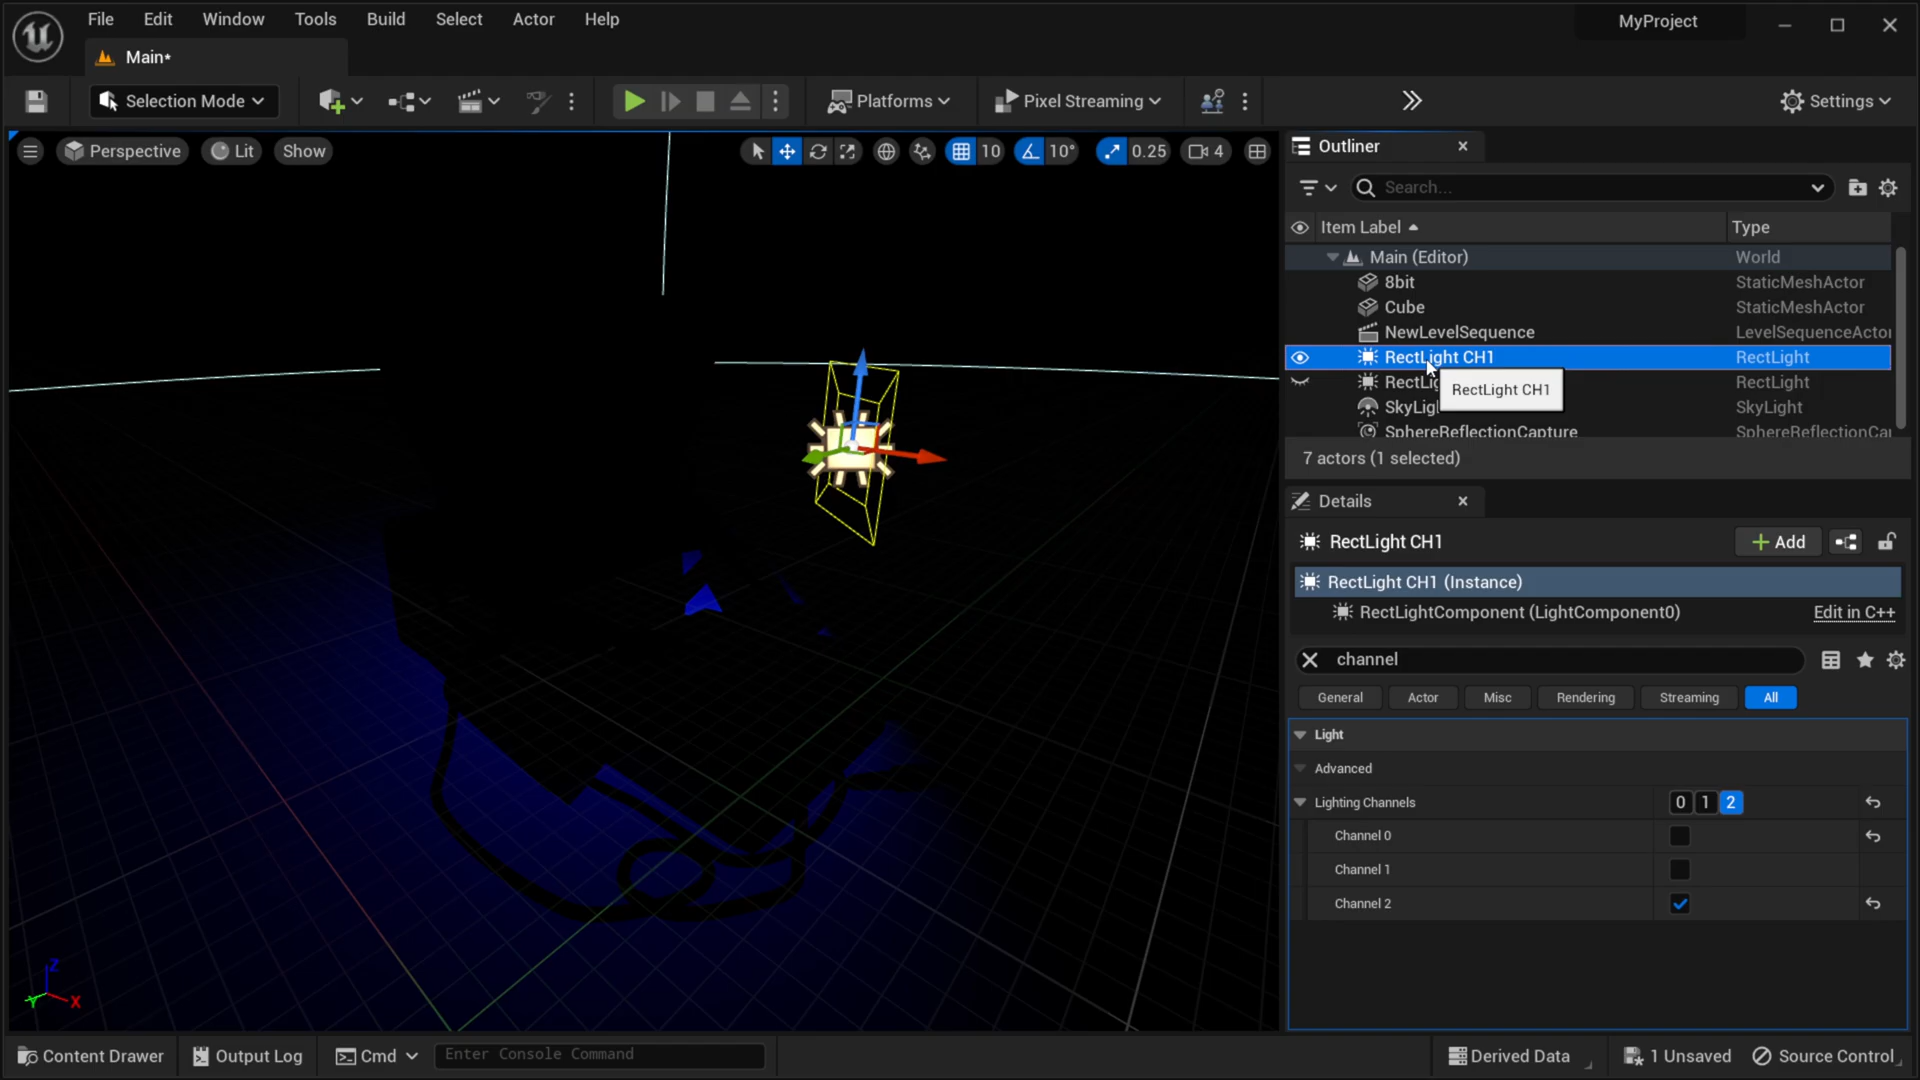 File Edit Window Tools Build Select Actor Help
MyProject
Main*
Selection Mode
Platforms
Pixel Streaming
Settings
Perspective Lit Show
10 10° 0.25 4
Outliner
Search...
Item Label Type
Main (Editor) World
8bit StaticMeshActor
Cube StaticMeshActor
NewLevelSequence LevelSequenceActor
RectLight CH1 RectLight
RectLig RectLight
RectLight CH1
SkyLigl SkyLight
SphereReflectionCapture SphereReflectionCa
7 actors (1 selected)
Details
RectLight CH1 Add
RectLight CH1 (Instance)
RectLightComponent (LightComponent0) Edit in C++
channel
General Actor Misc Rendering Streaming All
Light
Advanced
Lighting Channels 0 1 2
Channel 0
Channel 1
Channel 2
Z
Y X
Content Drawer Output Log Cmd Enter Console Command Derived Data 1 Unsaved Source Control